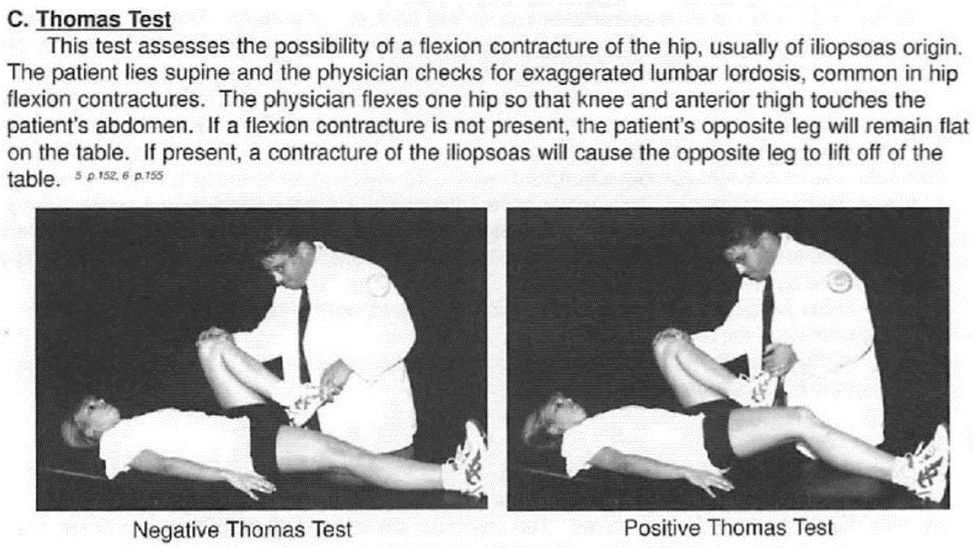 C. Thomas Test
This test assesses the possibility of a flexion contracture of the hip, usually of iliopsoas origin.
The patient lies supine and the physician checks for exaggerated lumbar lordosis, common in hip
flexion contractures. The physician flexes one hip so that knee and anterior thigh touches the
patient's abdomen. If a flexion contracture is not present, the patient's opposite leg will remain flat
on the table. If present, a contracture of the iliopsoas will cause the opposite leg to lift off of the
table. 5 p.152, 6 p.155
Negative Thomas Test
Positive Thomas Test